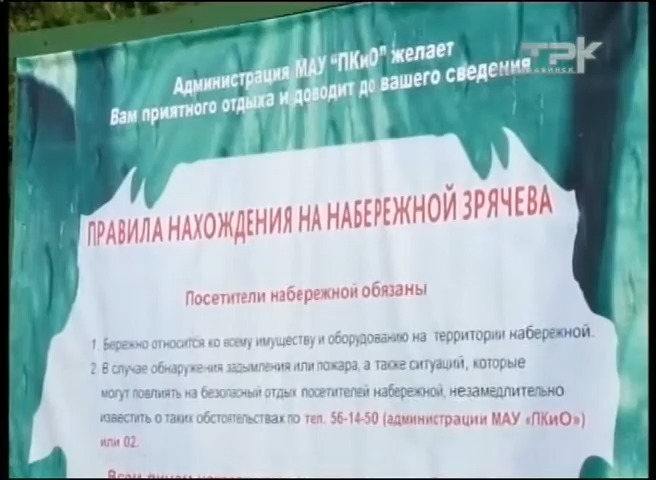 ТРК
Администрация МАУ "ПКиО" желает
Вам приятного отдыха и доводит до вашего сведения
ПРАВИЛА НАХОЖДЕНИЯ НА НАБЕРЕЖНОЙ ЗРЯЧЕВА
Посетители набережной обязаны
1. Бережно относится ко всему имуществу и оборудованию на территории набережной.
2. В случае обнаружения задымления или пожара, а также ситуаций, которые
могут повлиять на безопасный отдых посетителей набережной, незамедлительно
известить о таких обстоятельствах по тел. 56-14-50 (администрации МАУ «ПКиО»)
или 02.